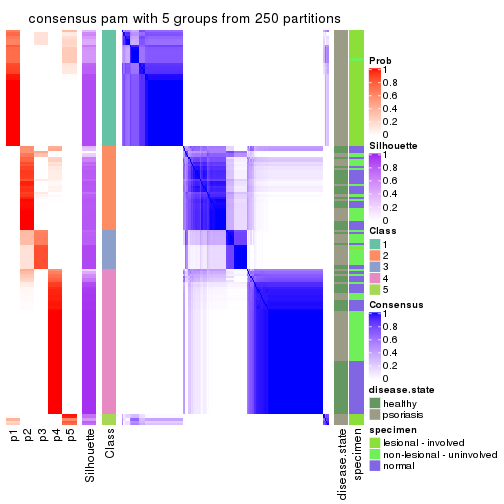 consensus pam with 5 groups from 250 partitions
Prob
1
0.8
0.6
0.4
0.2
0
Silhouette
1
0.8
0.6
0.4
0.2
0
Class
1
2
3
4
5
Consensus
1
0.8
0.6
0.4
0.2
0
disease.state
healthy
psoriasis
specimen
lesional - involved
non-lesional - uninvolved
normal
p1
p2
p3
p4
p5
Silhouette
Class
disease.state
specimen